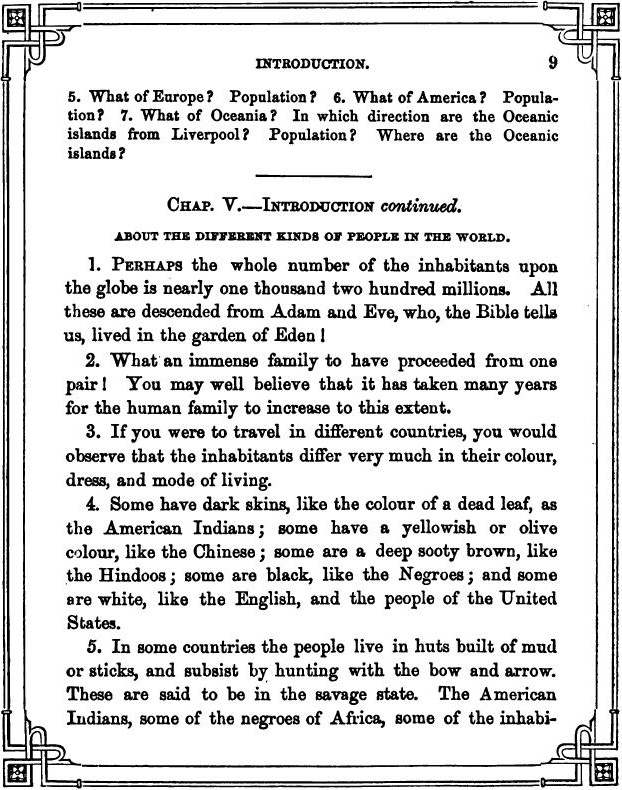 INTRODUCTION. 9
5. What of Europe? Population? 6. What of America? Popula-
tion? 7. What of Oceania? In which direction are the Oceanic
islands from Liverpool? Population? Where are the Oceanic
islands?
CHAP. V.—INTRODUCTION continued.
ABOUT THE DIFFERENT KINDS OF PEOPLE IN THE WORLD.
1. PERHAPS the whole number of the inhabitants upon
the globe is nearly one thousand two hundred millions. All
these are descended from Adam and Eve, who, the Bible tells
us, lived in the garden of Eden!
2. What an immense family to have proceeded from one
pair! You may well believe that it has taken many years
for the human family to increase to this extent.
3. If you were to travel in different countries, you would
observe that the inhabitants differ very much in their colour,
dress, and mode of living.
4. Some have dark skins, like the colour of a dead leaf, as
the American Indians; some have a yellowish or olive
colour, like the Chinese; some are a deep sooty brown, like
the Hindoos; some are black, like the Negroes; and some
are white, like the English, and the people of the United
States.
5. In some countries the people live in huts built of mud
or sticks, and subsist by hunting with the bow and arrow.
These are said to be in the savage state. The American
Indians, some of the negroes of Africa, some of the inhabi-